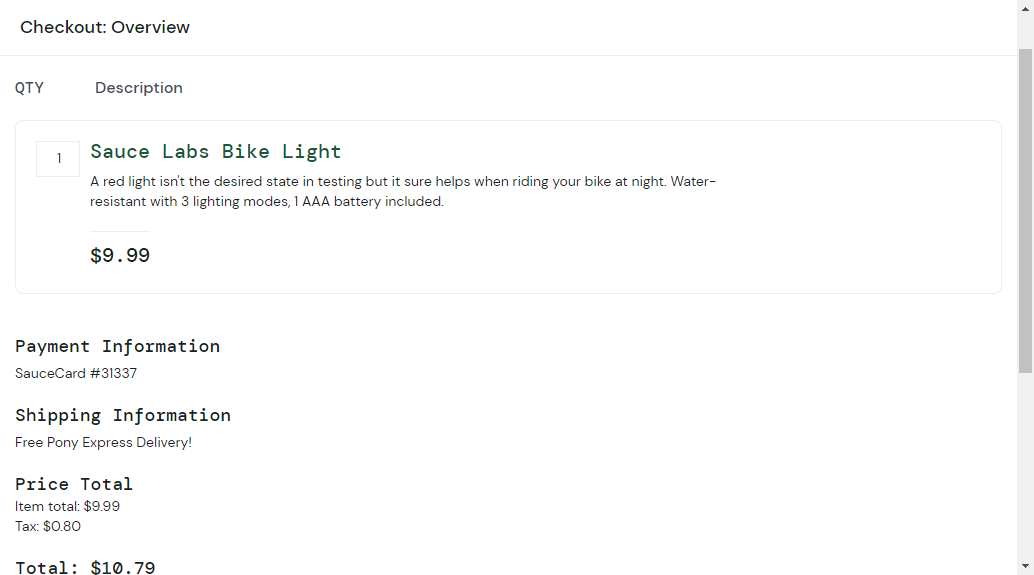 Checkout: Overview
QTY Description
1
Sauce Labs Bike Light
A red light isn't the desired state in testing but it sure helps when riding your bike at night. Water-
resistant with 3 lighting modes, 1 AAA battery included.
$9.99
Payment Information
SauceCard #31337
Shipping Information
Free Pony Express Delivery!
Price Total
Item total: $9.99
Tax: $0.80
Total: $10.79